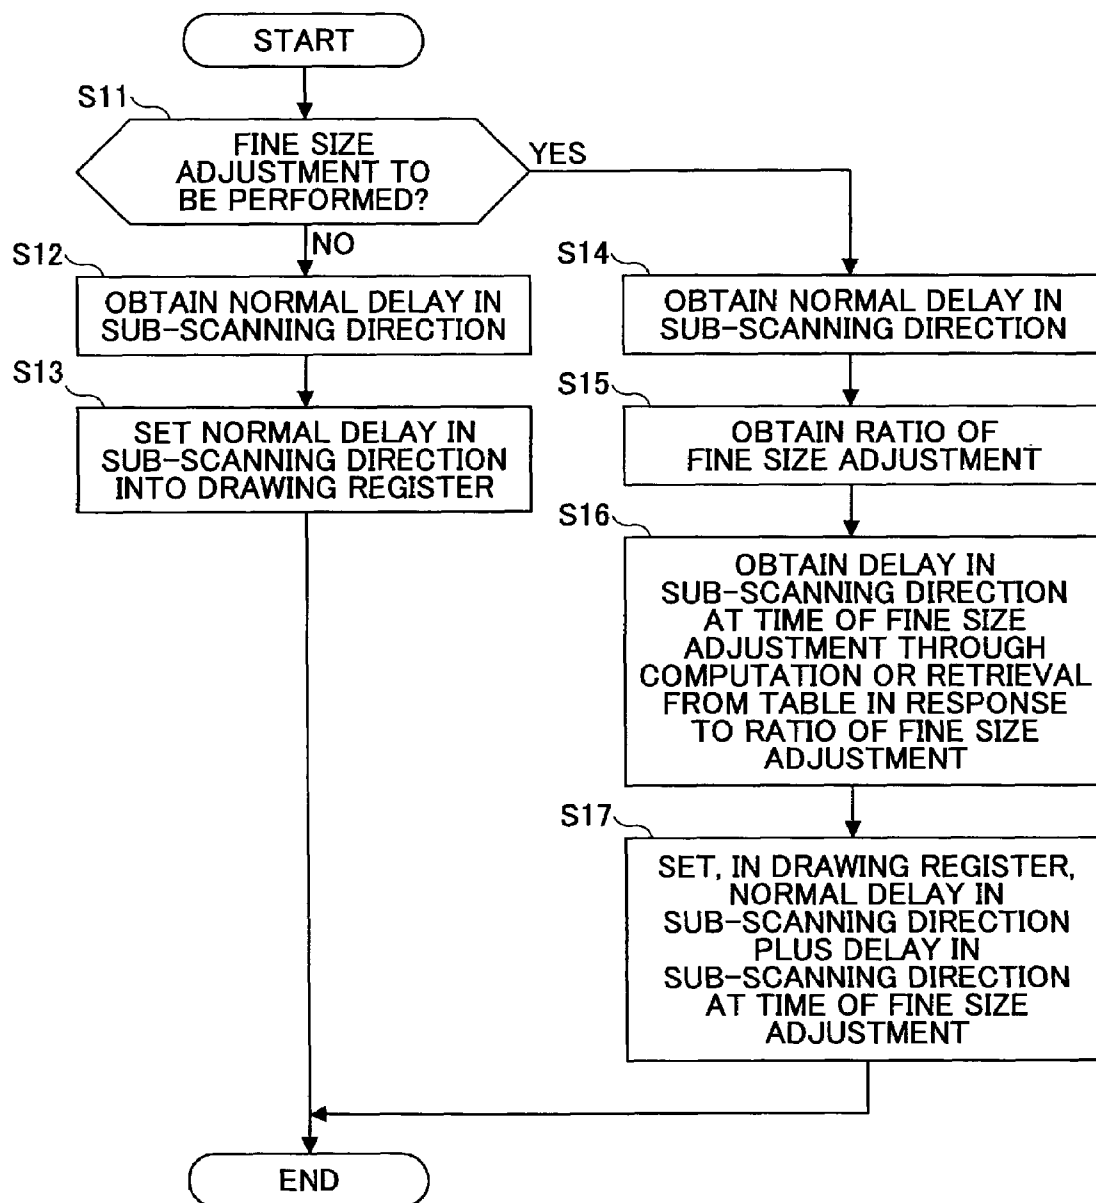 START
S11
FINE SIZE
ADJUSTMENT TO
BE PERFORMED?
YES
NO
S12
OBTAIN NORMAL DELAY IN
SUB-SCANNING DIRECTION
S13
SET NORMAL DELAY IN
SUB-SCANNING DIRECTION
INTO DRAWING REGISTER
S14
OBTAIN NORMAL DELAY IN
SUB-SCANNING DIRECTION
S15
OBTAIN RATIO OF
FINE SIZE ADJUSTMENT
S16
OBTAIN DELAY IN
SUB-SCANNING DIRECTION
AT TIME OF FINE SIZE
ADJUSTMENT THROUGH
COMPUTATION OR RETRIEVAL
FROM TABLE IN RESPONSE
TO RATIO OF FINE SIZE
ADJUSTMENT
S17
SET, IN DRAWING REGISTER,
NORMAL DELAY IN
SUB-SCANNING DIRECTION
PLUS DELAY IN
SUB-SCANNING DIRECTION
AT TIME OF FINE SIZE
ADJUSTMENT
END